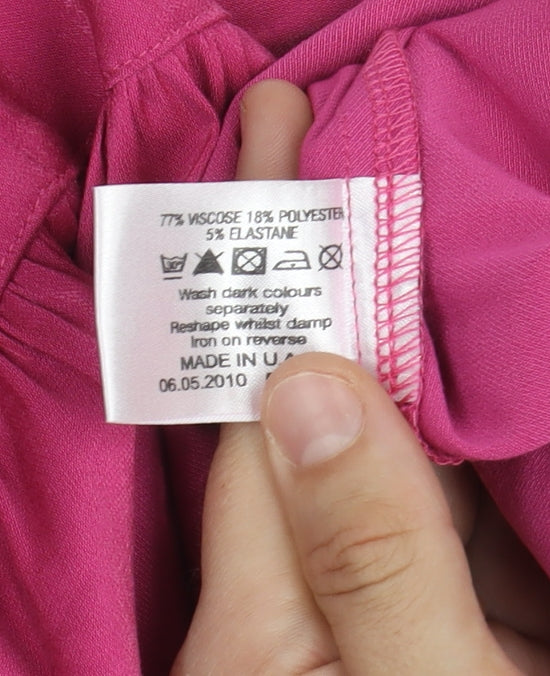 77% VISCOSE 18% POLYESTER
5% ELASTANE
Wash dark colours
separately
Reshape whilst damp
Iron on reverse
MADE IN U
06.05.2010